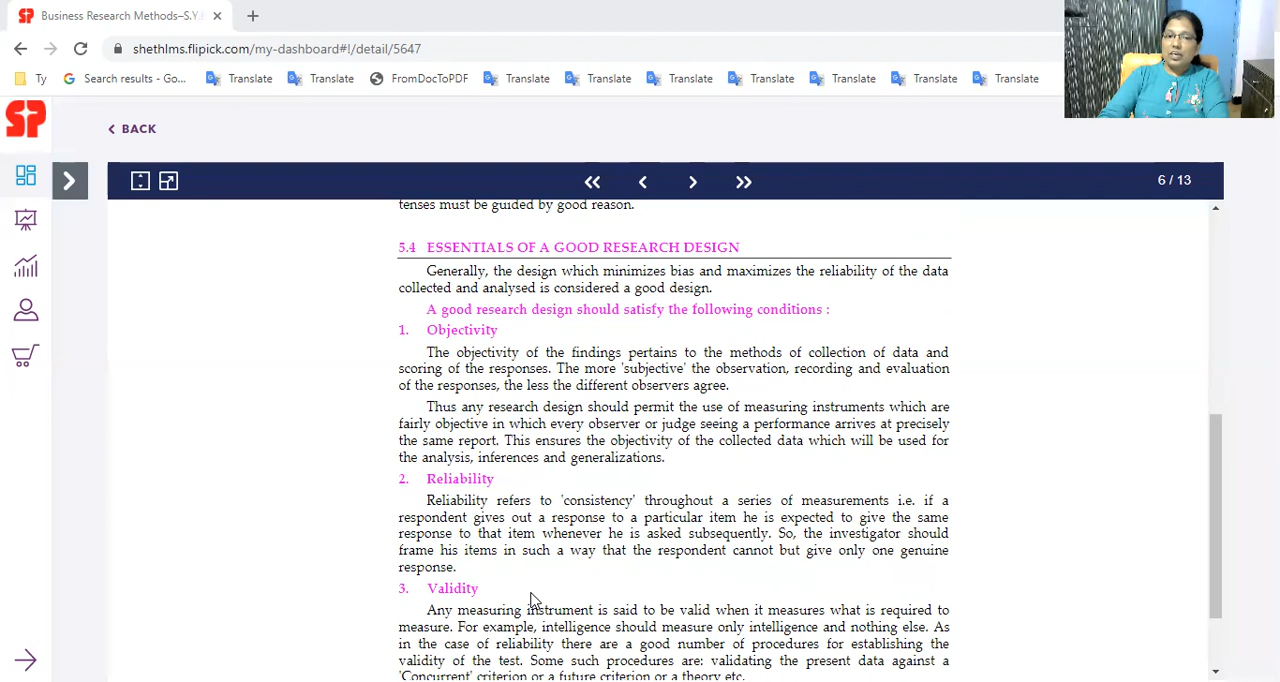 Business Research Methods–S.Y.
shethlms.flipick.com/my-dashboard#!/detail/5647
Ty
Search results - Go...
Translate
Translate
FromDocToPDF
Translate
Translate
Translate
Translate
Translate
Translate
Translate
SP
BACK
6 / 13
tenses must be guided by good reason.
5.4 ESSENTIALS OF A GOOD RESEARCH DESIGN
Generally, the design which minimizes bias and maximizes the reliability of the data
collected and analysed is considered a good design.
A good research design should satisfy the following conditions :
1. Objectivity
The objectivity of the findings pertains to the methods of collection of data and
scoring of the responses. The more 'subjective' the observation, recording and evaluation
of the responses, the less the different observers agree.
Thus any research design should permit the use of measuring instruments which are
fairly objective in which every observer or judge seeing a performance arrives at precisely
the same report. This ensures the objectivity of the collected data which will be used for
the analysis, inferences and generalizations.
2. Reliability
Reliability refers to 'consistency' throughout a series of measurements i.e. if a
respondent gives out a response to a particular item he is expected to give the same
response to that item whenever he is asked subsequently. So, the investigator should
frame his items in such a way that the respondent cannot but give only one genuine
response.
3. Validity
Any measuring instrument is said to be valid when it measures what is required to
measure. For example, intelligence should measure only intelligence and nothing else. As
in the case of reliability there are a good number of procedures for establishing the
validity of the test. Some such procedures are: validating the present data against a
'Concurrent' criterion or a future criterion or a theory etc.